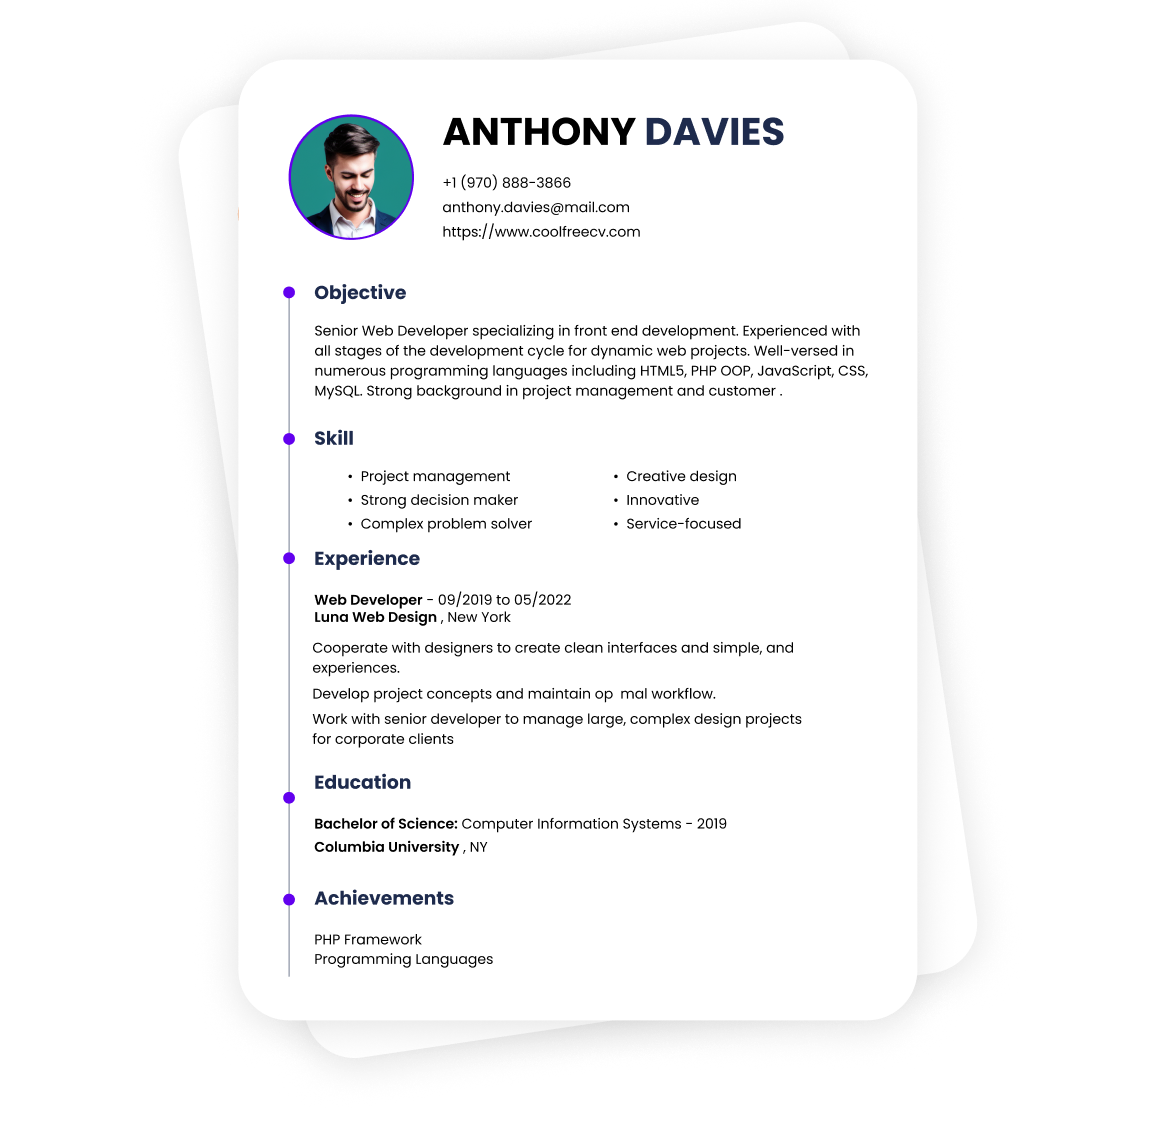 ANTHONY DAVIES
+1 (970) 888-3866
anthony.davies@mail.com
https://www.coolfreecv.com
Objective
Senior Web Developer specializing in front end development. Experienced with
all stages of the development cycle for dynamic web projects. Well-versed in
numerous programming languages including HTML5, PHP OOP, JavaScript, CSS,
MySQL. Strong background in project management and customer .
Skill
• Project management
• Strong decision maker
• Complex problem solver
• Creative design
• Innovative
• Service-focused
Experience
Web Developer - 09/2019 to 05/2022
Luna Web Design , New York
Cooperate with designers to create clean interfaces and simple, and
experiences.
Develop project concepts and maintain op  mal workflow.
Work with senior developer to manage large, complex design projects
for corporate clients
Education
Bachelor of Science: Computer Information Systems - 2019
Columbia University , NY
Achievements
PHP Framework
Programming Languages